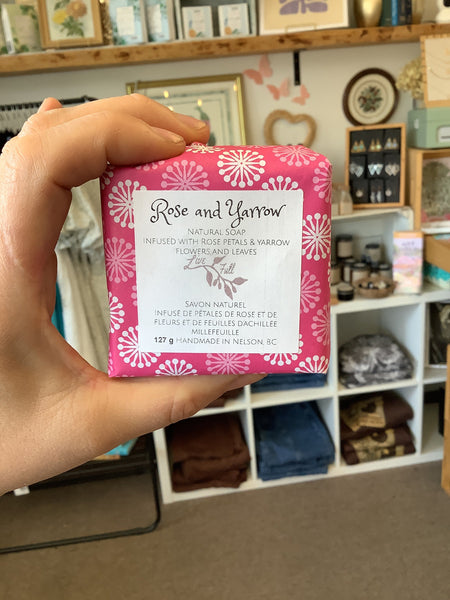 Rose and Yarrow
NATURAL SOAP
INFUSED WITH ROSE PETALS & YARROW
FLOWERS AND LEAVES
Live Full
SAVON NATUREL
INFUSÉ DE PÉTALES DE ROSE ET DE
FLEURS ET DE FEUILLES DACHILLÉE
MILLEFEUILLE
127 g HANDMADE IN NELSON, BC